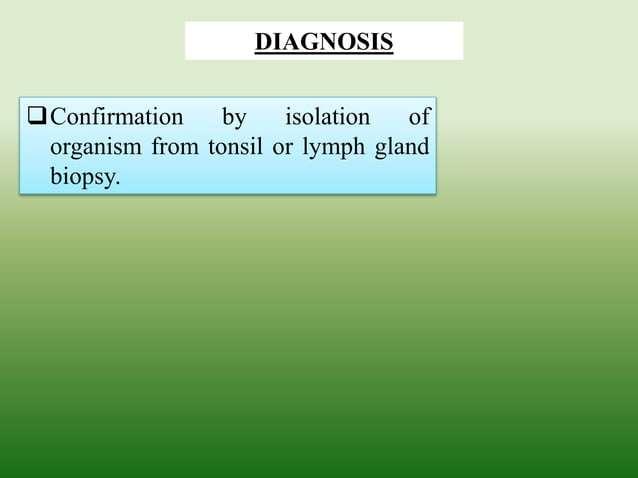 DIAGNOSIS
❑Confirmation by isolation of
organism from tonsil or lymph gland
biopsy.